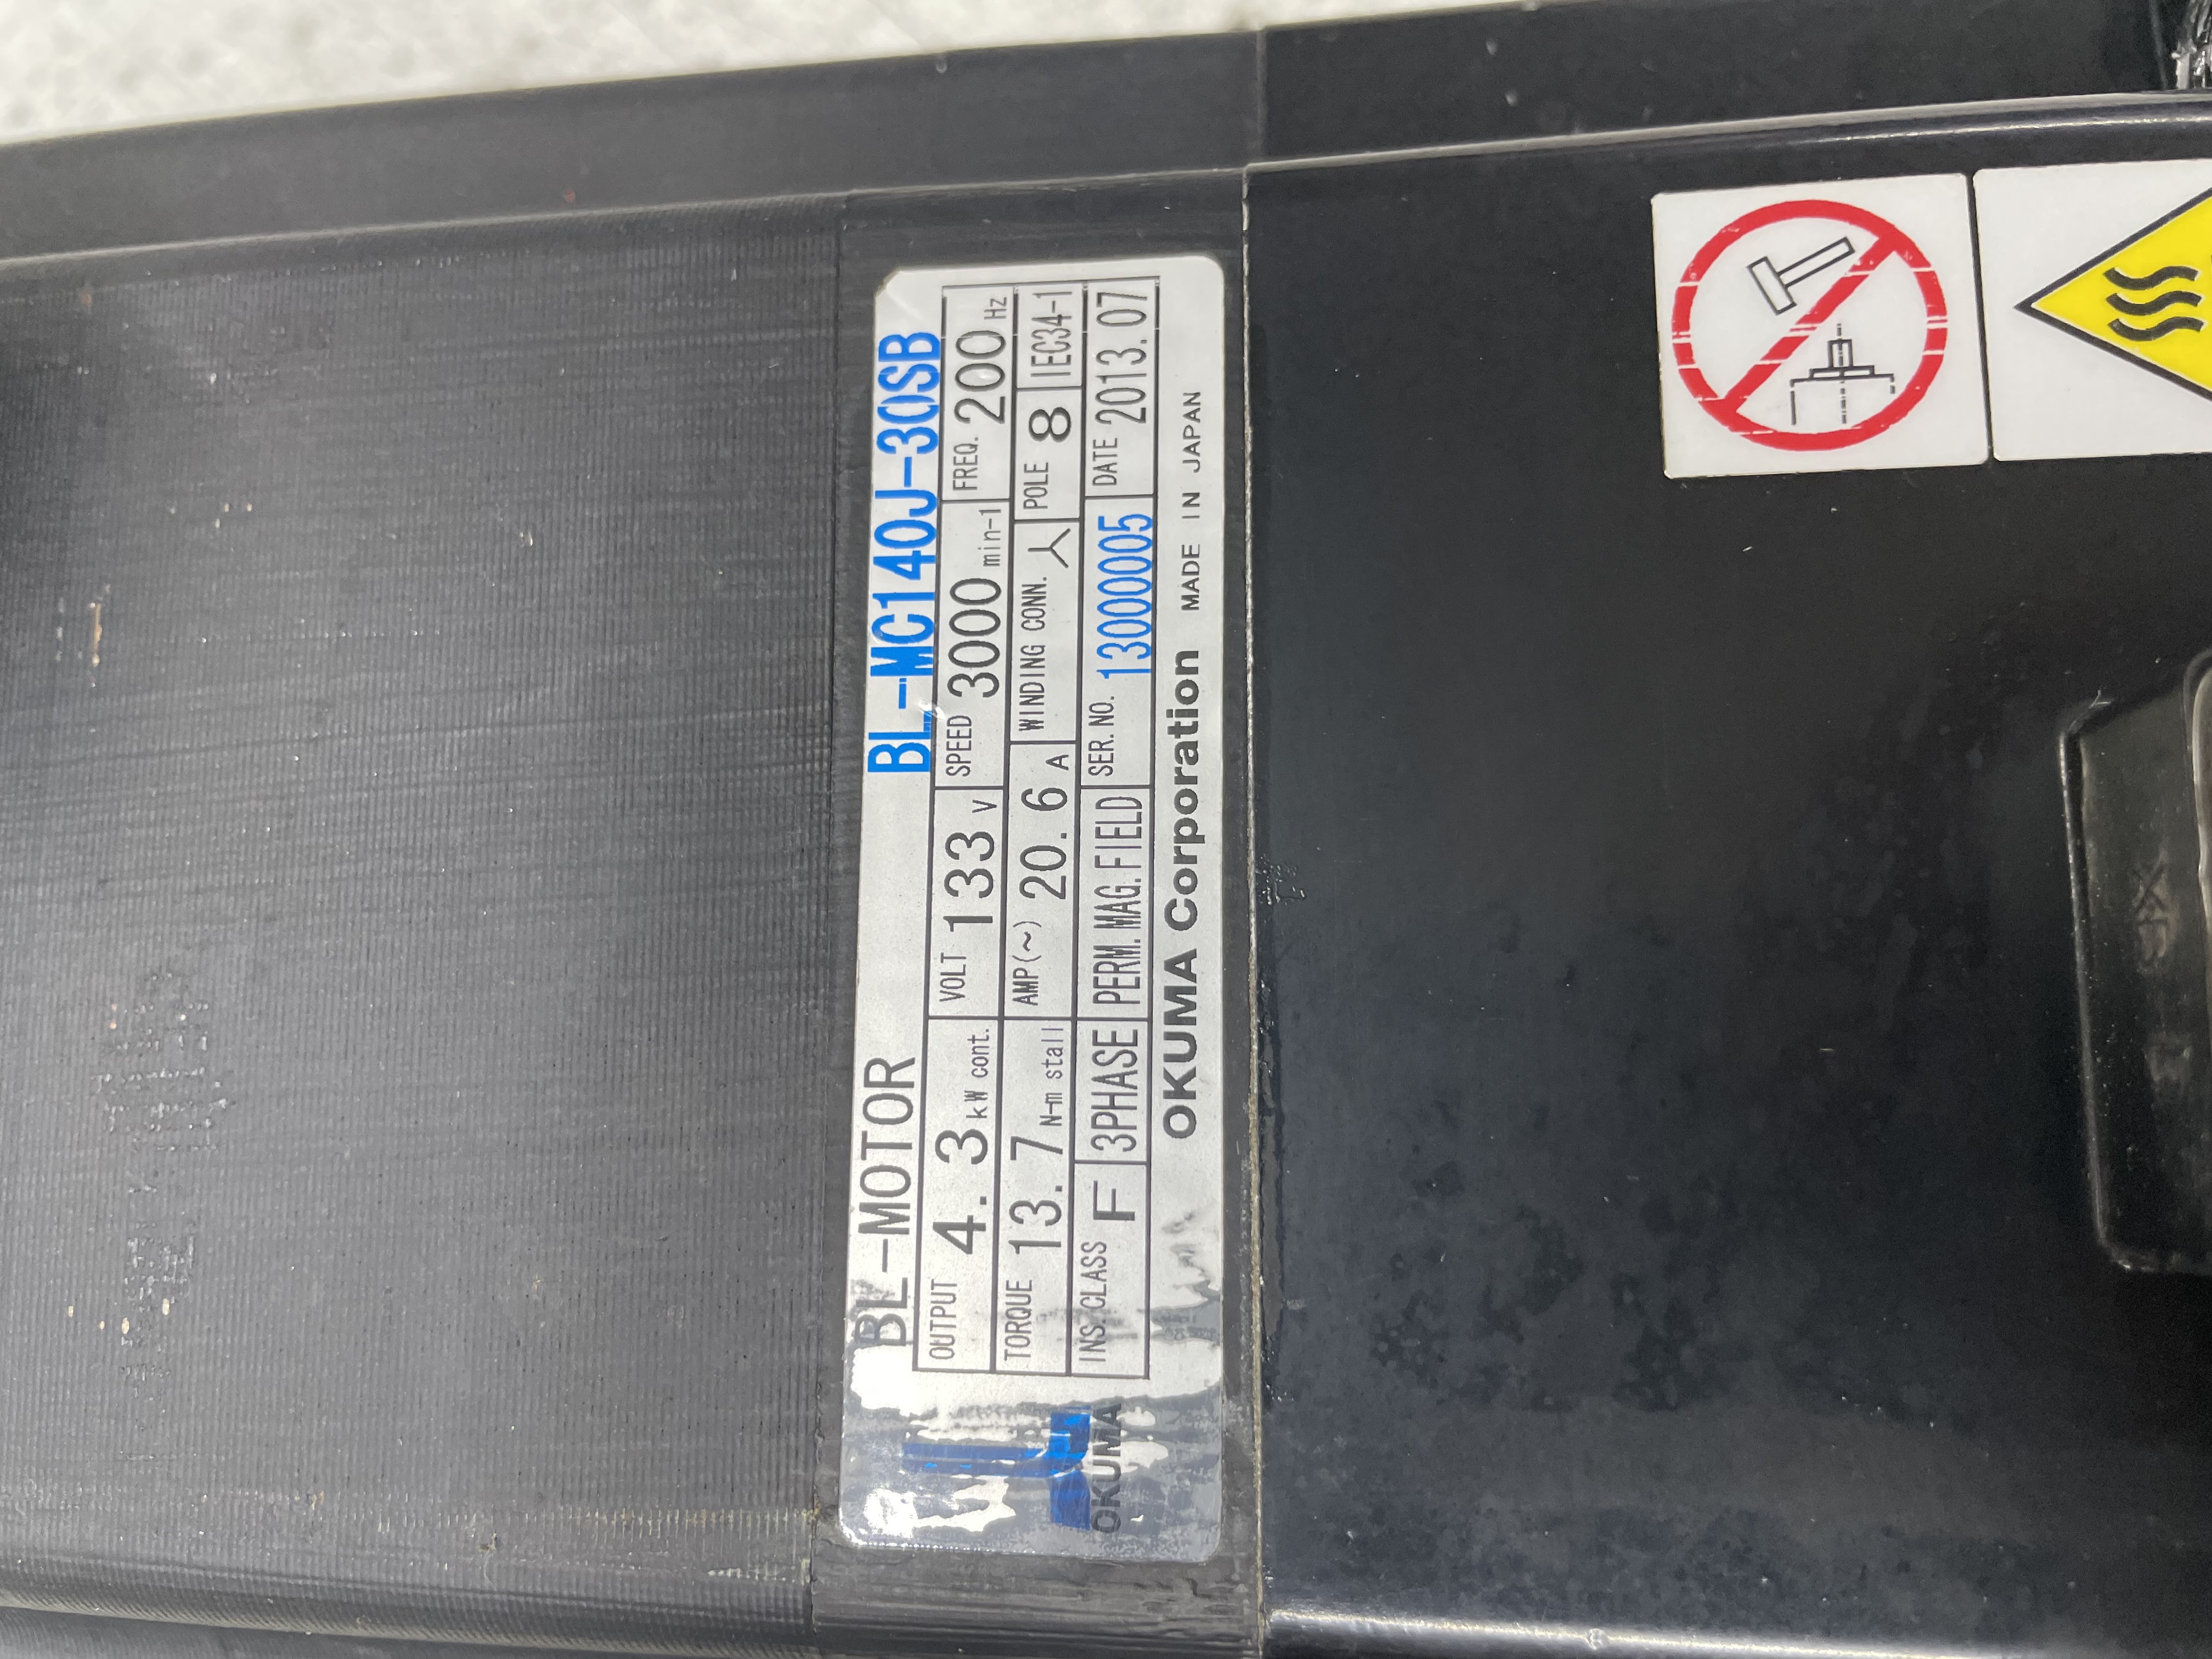 BL-MOTOR BL-MC140J-30SB
OUTPUT 4.3 kW cont. VOLT 133 V SPEED 3000 min-1 FREQ. 200 Hz
TORQUE 13.7 N-m stall AMP(~) 20.6 A WINDING CONN. 人 POLE 8 IEC34-1
INS.CLASS F 3PHASE PERM.MAG.FIELD SER.NO. 13000005 DATE 2013.07
OKUMA
OKUMA Corporation MADE IN JAPAN